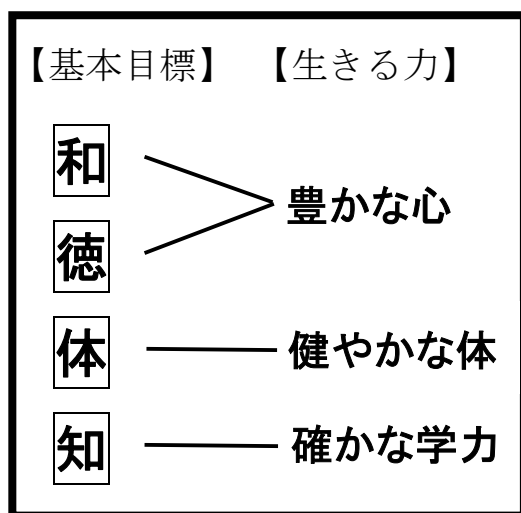 【基本目標】 【生きる力】
和
豊かな心
徳
体 健やかな体
知 確かな学力